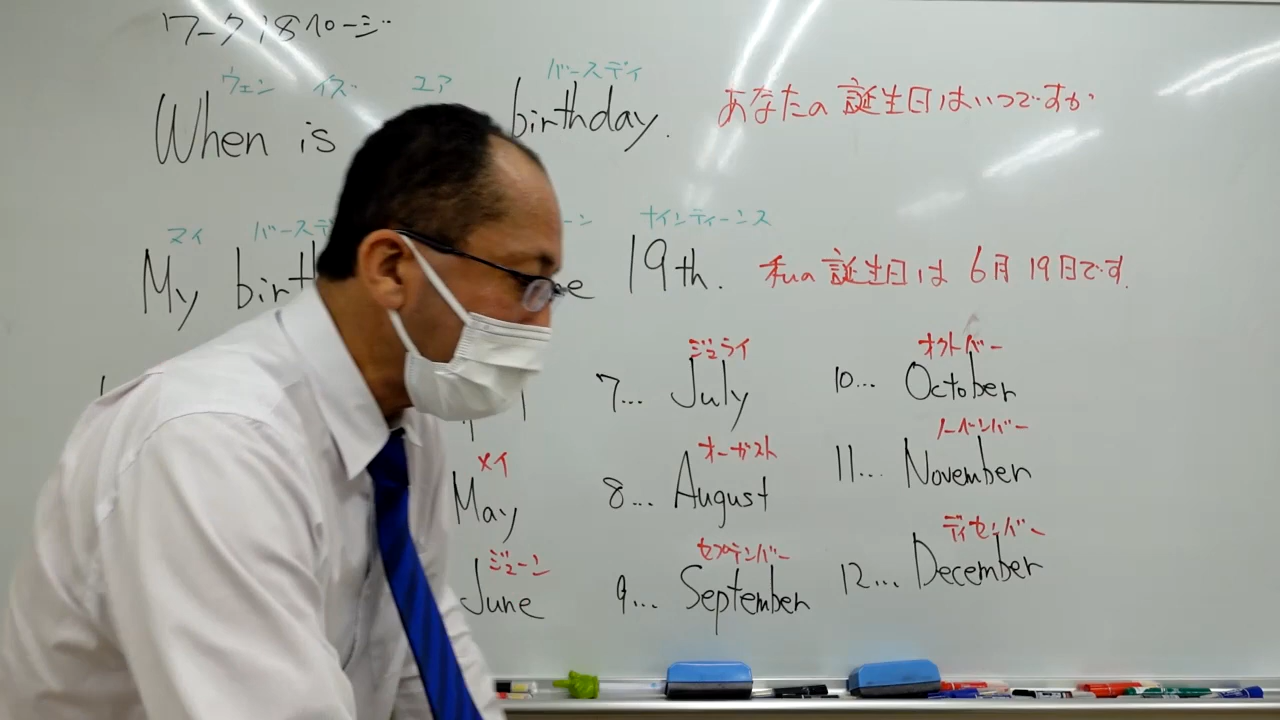 ワーク18ページ
ウェン イズ ユア バースデイ
When is birthday. あなたの誕生日はいつですか
マイ バースデ ーン ナインティーンス
My birth e 19th. 私の誕生日は 6月 19日です.
ジュライ オクトバー
7... July 10... October
メイ オーガスト ノーベンバー
May 8... August 11... November
ジューン セプテンバー ディセンバー
June 9... September 12... December